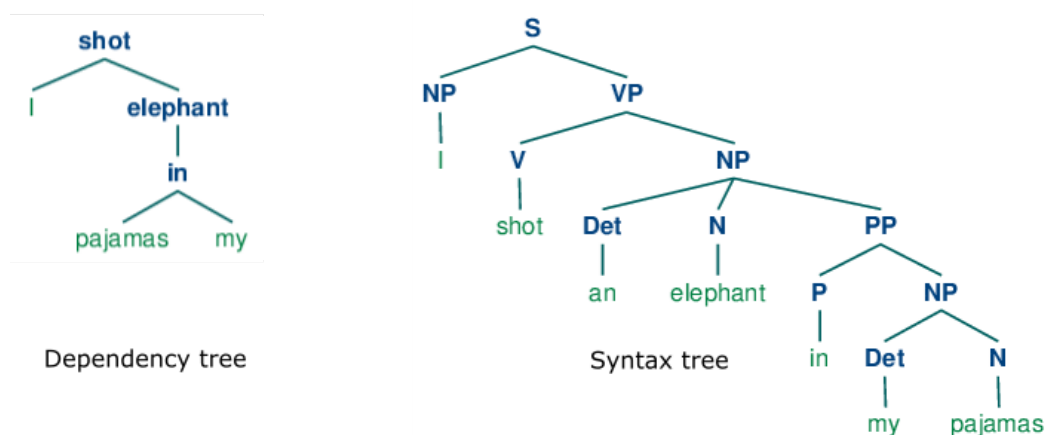 shot
I
elephant
in
pajamas my
Dependency tree
S
NP VP
I V NP
shot Det N PP
an elephant P NP
in Det N
my pajamas
Syntax tree